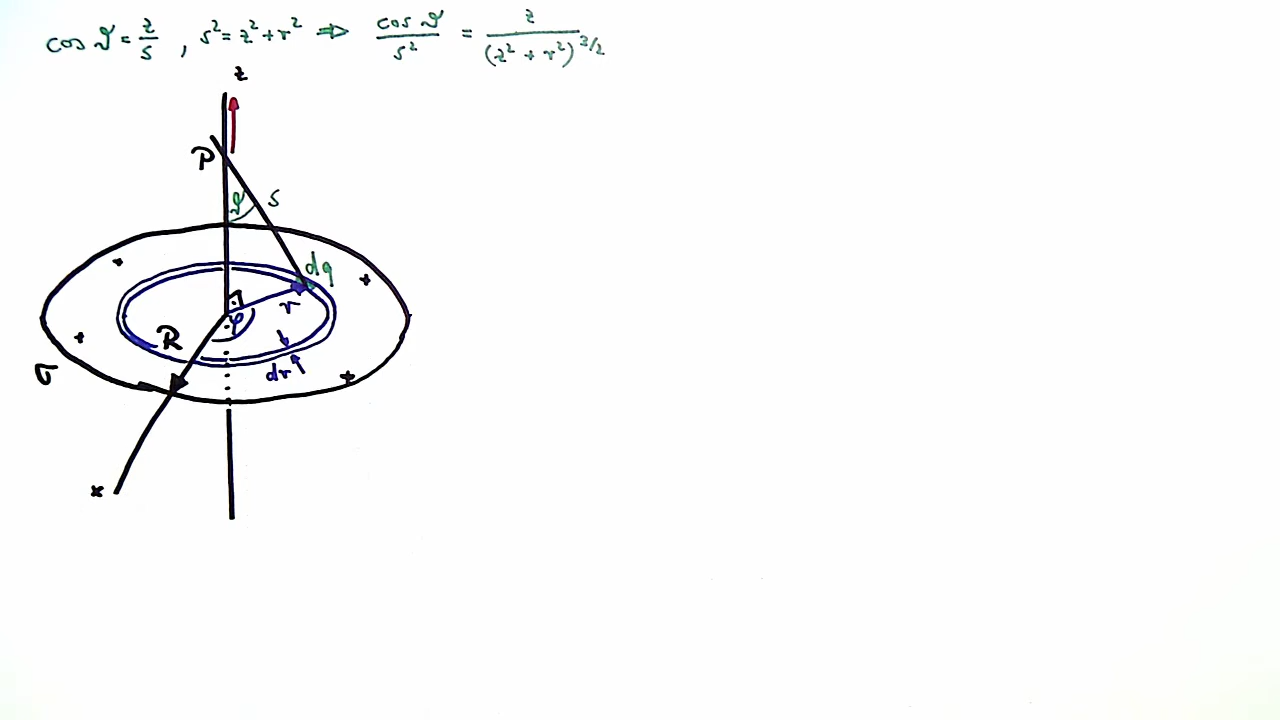 cos ϑ = z/s , s² = z² + r² ⇒ cos ϑ/s² = z/(z² + r²)^3/2
z
P
ϑ s
dq
r
φ
R
σ
dr
x